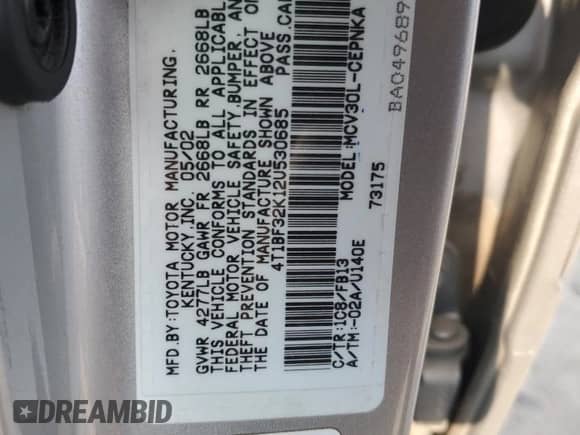 MFD.BY:TOYOTA MOTOR MANUFACTURING.
KENTUCKY,INC. 05/02
GVWR 4277LB GAWR FR 2668LB RR 2668LB
THIS VEHICLE CONFORMS TO ALL APPLICABL
FEDERAL MOTOR VEHICLE SAFETY,BUMPER, AN
THEFT PREVENTION STANDARDS IN EFFECT O
THE DATE OF MANUFACTURE SHOWN ABOVE
4T1BF32K12U530685 PASS.CA
MODEL:MCV30L-CEPNKA
73175
C/TR:1C8/FB13
A/TM:-02A/U140E
BA049689
DREAMBID